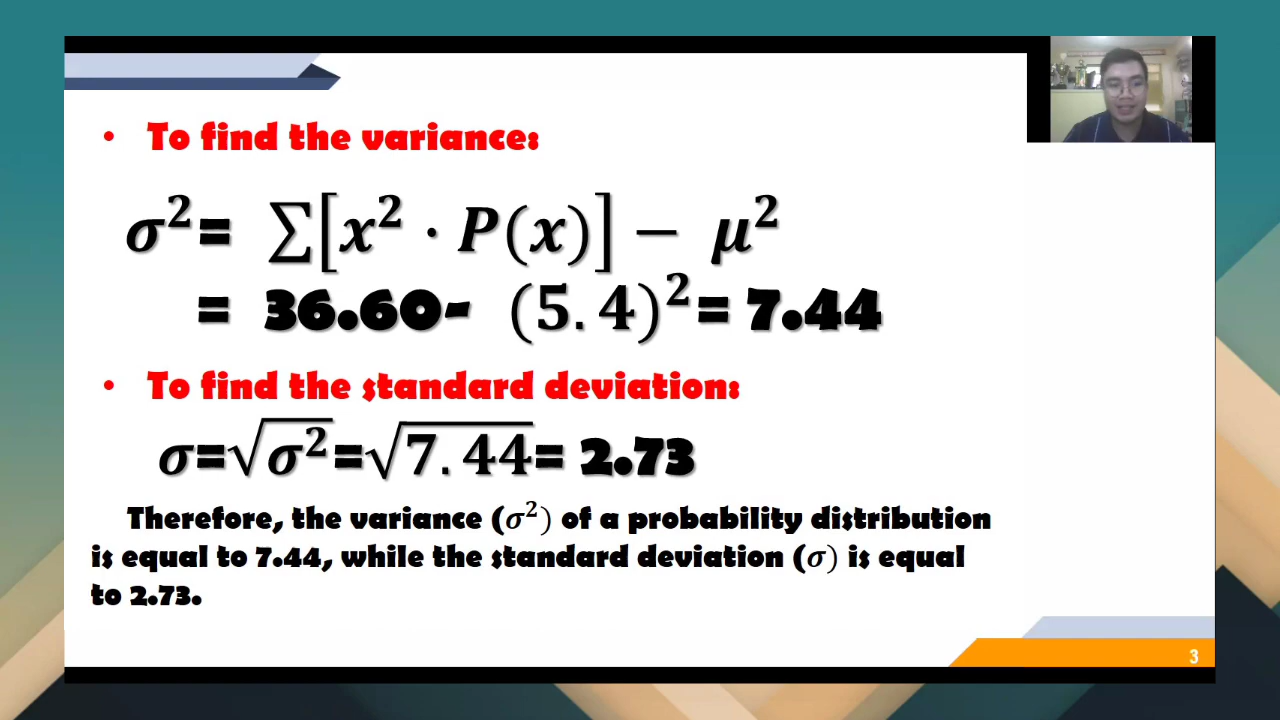 • To find the variance:
σ²= ∑[x² · P(x)] − μ²
= 36.60- (5.4)²= 7.44
• To find the standard deviation:
σ=√σ²=√7.44= 2.73
Therefore, the variance (σ²) of a probability distribution
is equal to 7.44, while the standard deviation (σ) is equal
to 2.73.
3